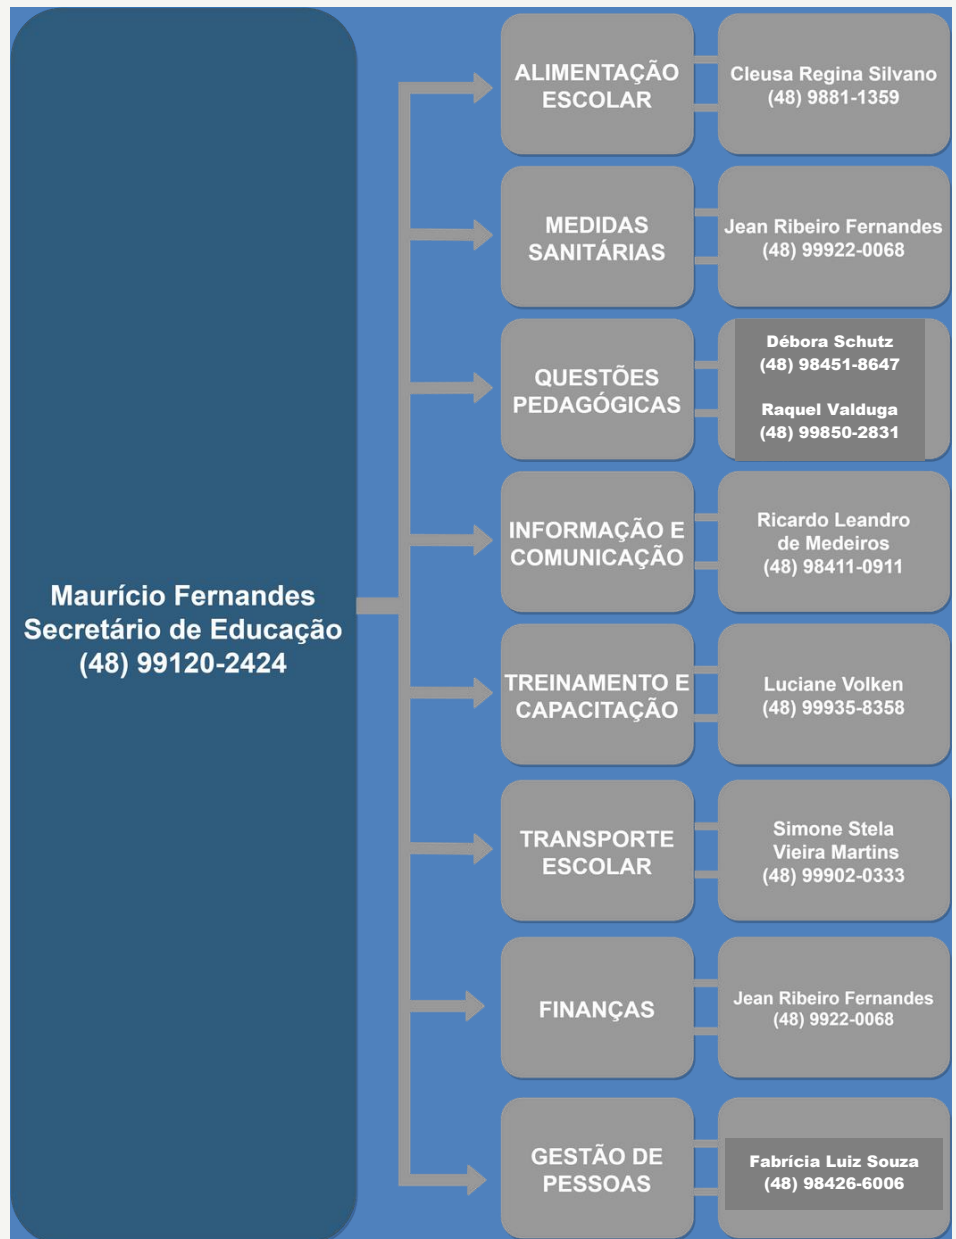 Maurício Fernandes
Secretário de Educação
(48) 99120-2424
ALIMENTAÇÃO
ESCOLAR
Cleusa Regina Silvano
(48) 9881-1359
MEDIDAS
SANITÁRIAS
Jean Ribeiro Fernandes
(48) 99922-0068
QUESTÕES
PEDAGÓGICAS
Débora Schutz
(48) 98451-8647
Raquel Valduga
(48) 99850-2831
INFORMAÇÃO E
COMUNICAÇÃO
Ricardo Leandro
de Medeiros
(48) 98411-0911
TREINAMENTO E
CAPACITAÇÃO
Luciane Volken
(48) 99935-8358
TRANSPORTE
ESCOLAR
Simone Stela
Vieira Martins
(48) 99902-0333
FINANÇAS
Jean Ribeiro Fernandes
(48) 9922-0068
GESTÃO DE
PESSOAS
Fabrícia Luiz Souza
(48) 98426-6006